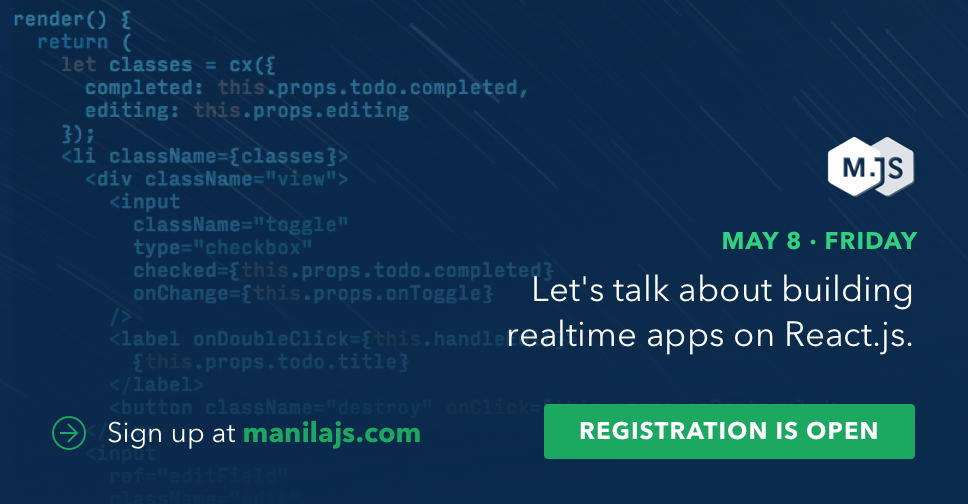 render() {
return (
let classes = cx({
completed: this.props.todo.completed,
editing: this.props.editing
});
<li className={classes}>
<div className="view">
<input
className="toggle"
type="checkbox"
checked={this.props.todo.completed}
onChange={this.props.onToggle}
/>
<label onDoubleClick={this.handle
{this.props.todo.title}
</label>
<button className="destroy" onClick={
<input
ref="editField"
className="edit"
M.JS
MAY 8 · FRIDAY
Let's talk about building
realtime apps on React.js.
Sign up at manilajs.com
REGISTRATION IS OPEN